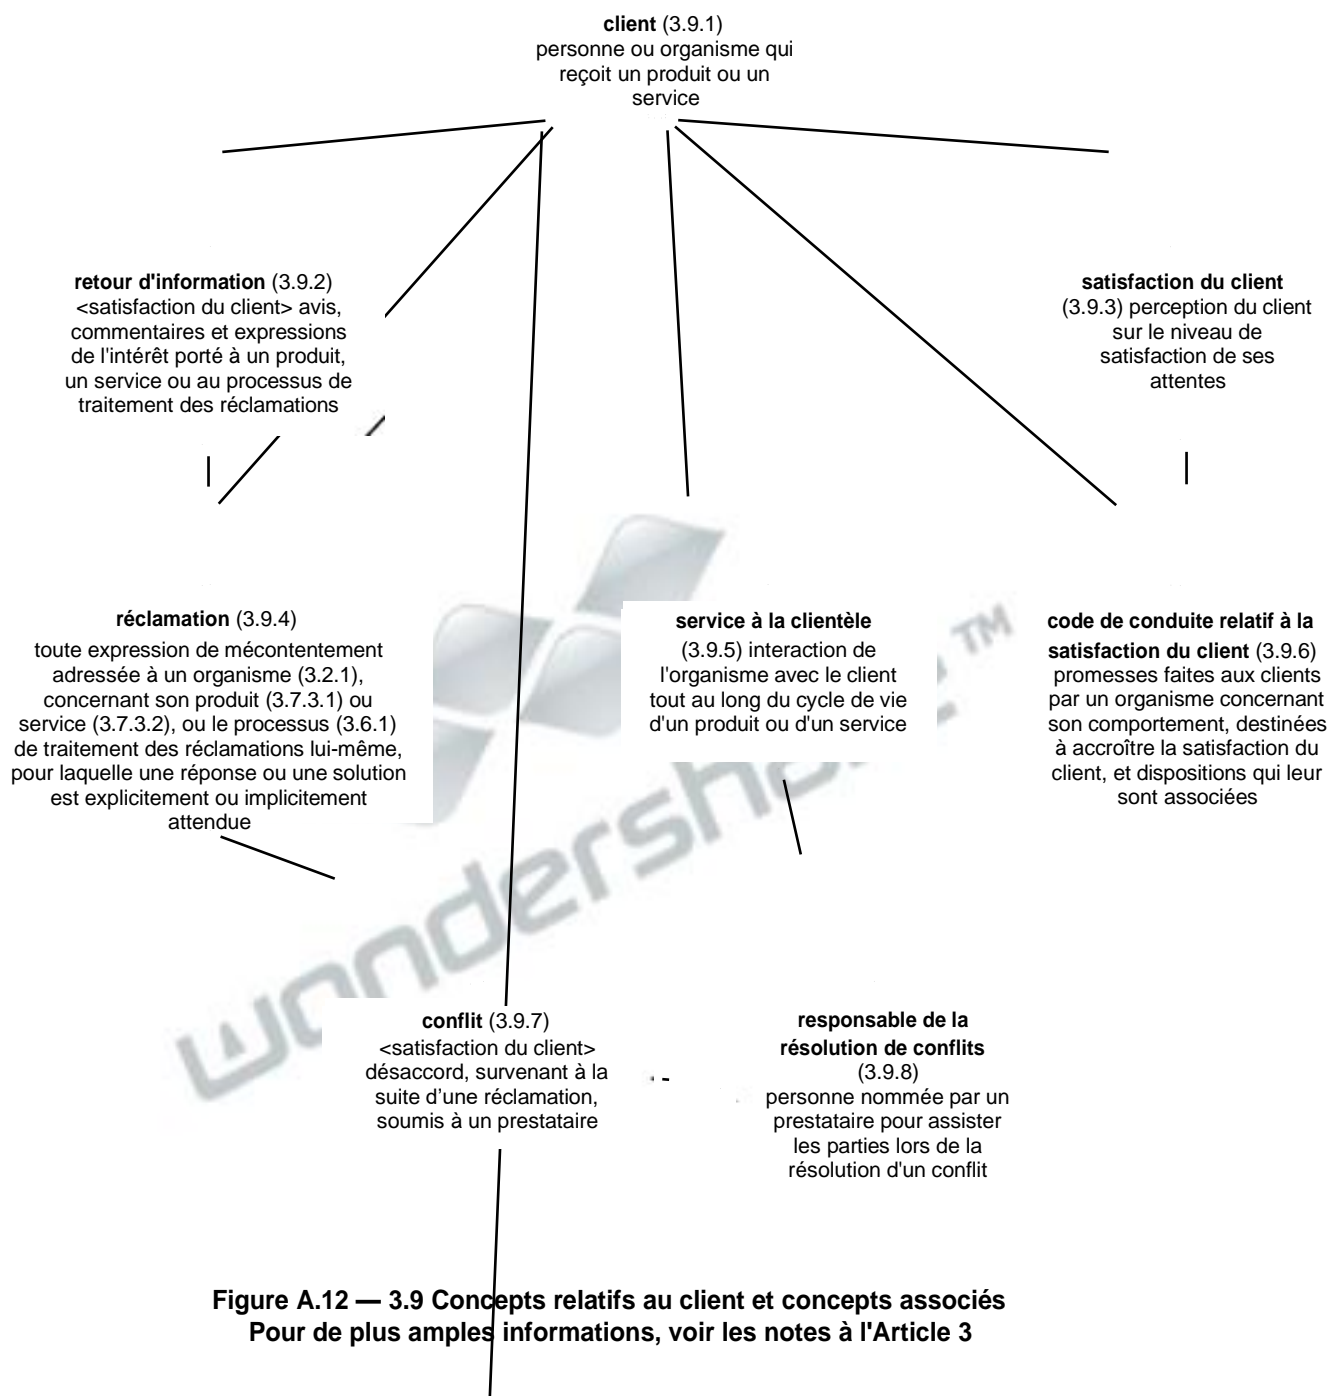 client (3.9.1)
personne ou organisme qui
reçoit un produit ou un
service
retour d'information (3.9.2)
<satisfaction du client> avis,
commentaires et expressions
de l'intérêt porté à un produit,
un service ou au processus de
traitement des réclamations
satisfaction du client
(3.9.3) perception du client
sur le niveau de
satisfaction de ses
attentes
réclamation (3.9.4)
toute expression de mécontentement
adressée à un organisme (3.2.1),
concernant son produit (3.7.3.1) ou
service (3.7.3.2), ou le processus (3.6.1)
de traitement des réclamations lui-même,
pour laquelle une réponse ou une solution
est explicitement ou implicitement
attendue
service à la clientèle
(3.9.5) interaction de
l'organisme avec le client
tout au long du cycle de vie
d'un produit ou d'un service
code de conduite relatif à la
satisfaction du client (3.9.6)
promesses faites aux clients
par un organisme concernant
son comportement, destinées
à accroître la satisfaction du
client, et dispositions qui leur
sont associées
conflit (3.9.7)
<satisfaction du client>
désaccord, survenant à la
suite d’une réclamation,
soumis à un prestataire
responsable de la
résolution de conflits
(3.9.8)
personne nommée par un
prestataire pour assister
les parties lors de la
résolution d'un conflit
Figure A.12 — 3.9 Concepts relatifs au client et concepts associés
Pour de plus amples informations, voir les notes à l'Article 3
TM